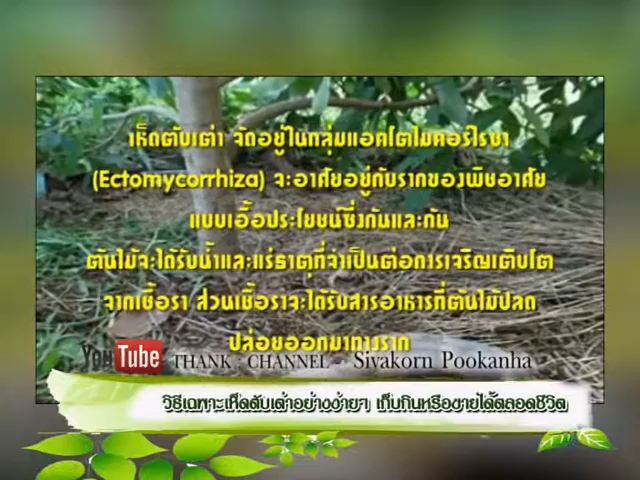 เห็ดตับเต่า จัดอยู่ในกลุ่มแอคโตไมคอร์ไรซา
(Ectomycorrhiza) จะอาศัยอยู่กับรากของพืชอาศัย
แบบเอื้อประโยชน์ซึ่งกันและกัน
ต้นไม้จะได้รับน้ำและแร่ธาตุที่จำเป็นต่อการเจริญเติบโต
จากเชื้อรา ส่วนเชื้อราจะได้รับสารอาหารที่ต้นไม้ปลด
ปล่อยออกมาทางราก
YouTube THANK : CHANNEL - Sivakorn Pookanha
วิธีเฉพาะเห็ดตับเต่าอย่างง่ายๆ เก็บกินหรือขายได้ตลอดชีวิต